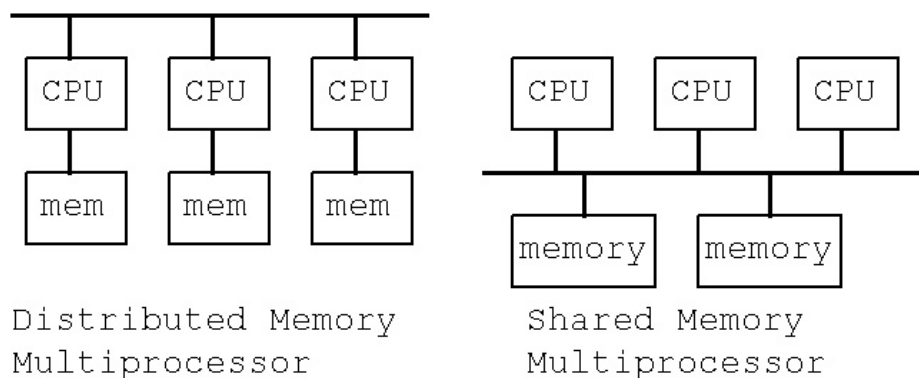 CPU CPU CPU
mem mem mem
Distributed Memory
Multiprocessor
CPU CPU CPU
memory memory
Shared Memory
Multiprocessor